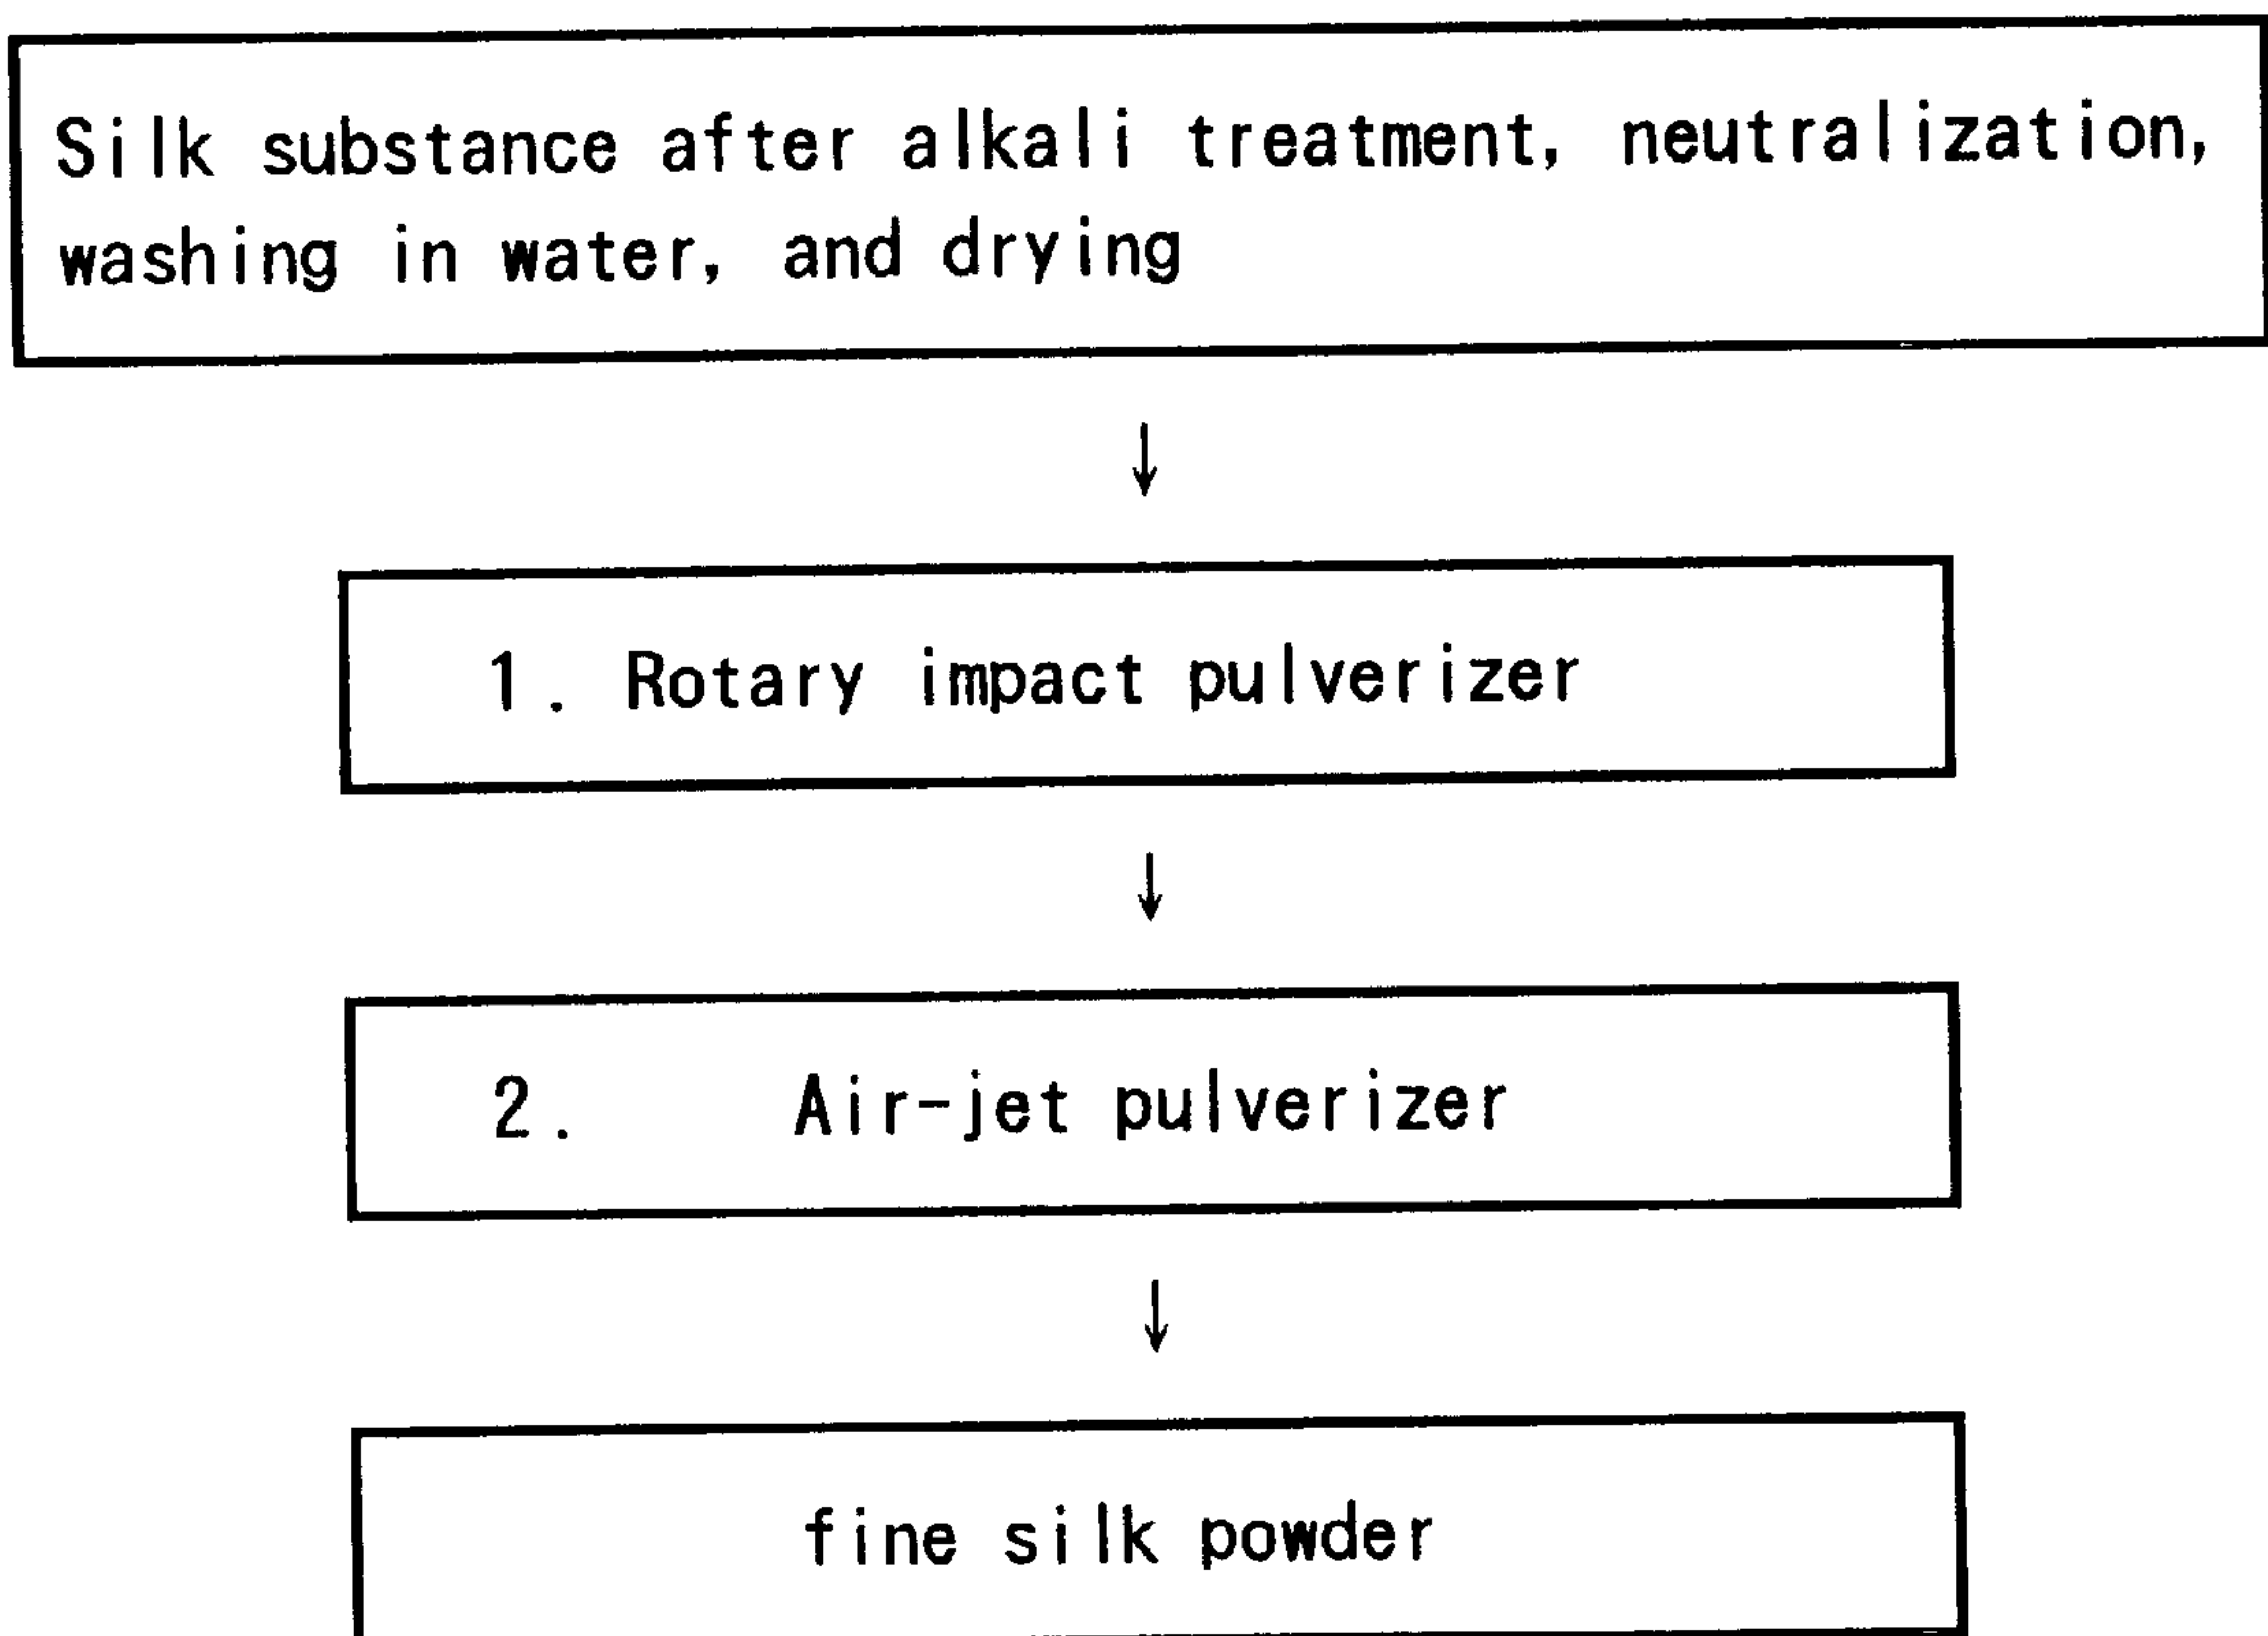 Silk substance after alkali treatment, neutralization,
washing in water, and drying
↓
1. Rotary impact pulverizer
↓
2. Air-jet pulverizer
↓
fine silk powder